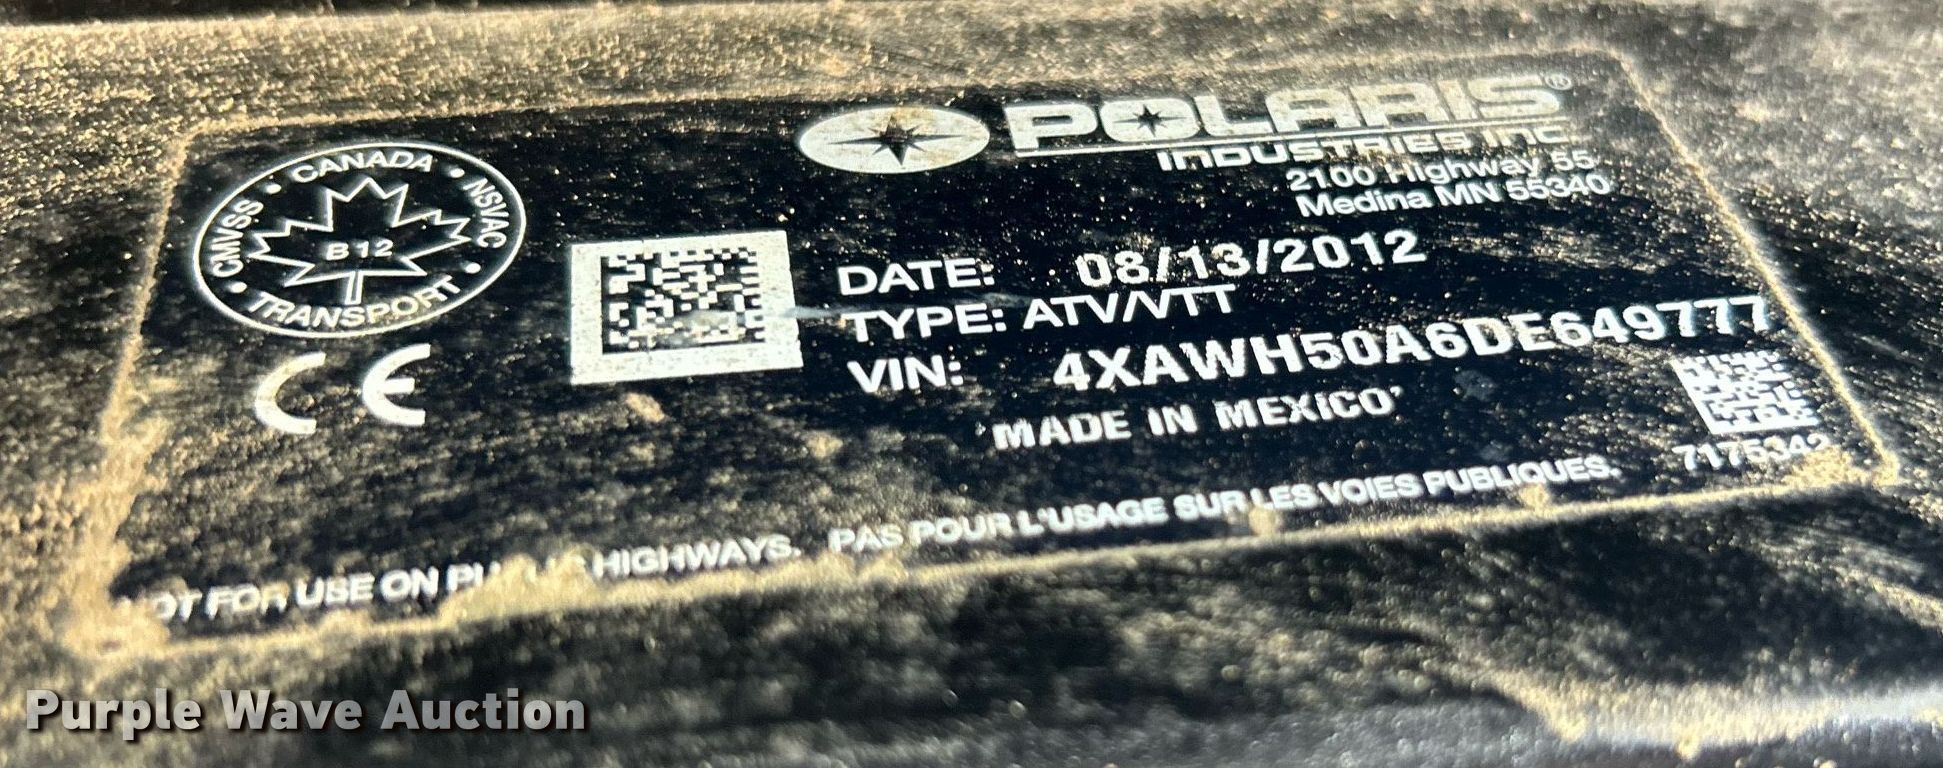 CANADA • NSVAC • TRANSPORT • CMVSS •
B12
POLARIS®
INDUSTRIES INC.
2100 Highway 55
Medina MN 55340
DATE: 08/13/2012
TYPE: ATV/VTT
VIN: 4XAWH50A6DE649777
MADE IN MEXICO
CE
7175342
NOT FOR USE ON PUBLIC HIGHWAYS. PAS POUR L'USAGE SUR LES VOIES PUBLIQUES.
Purple Wave Auction